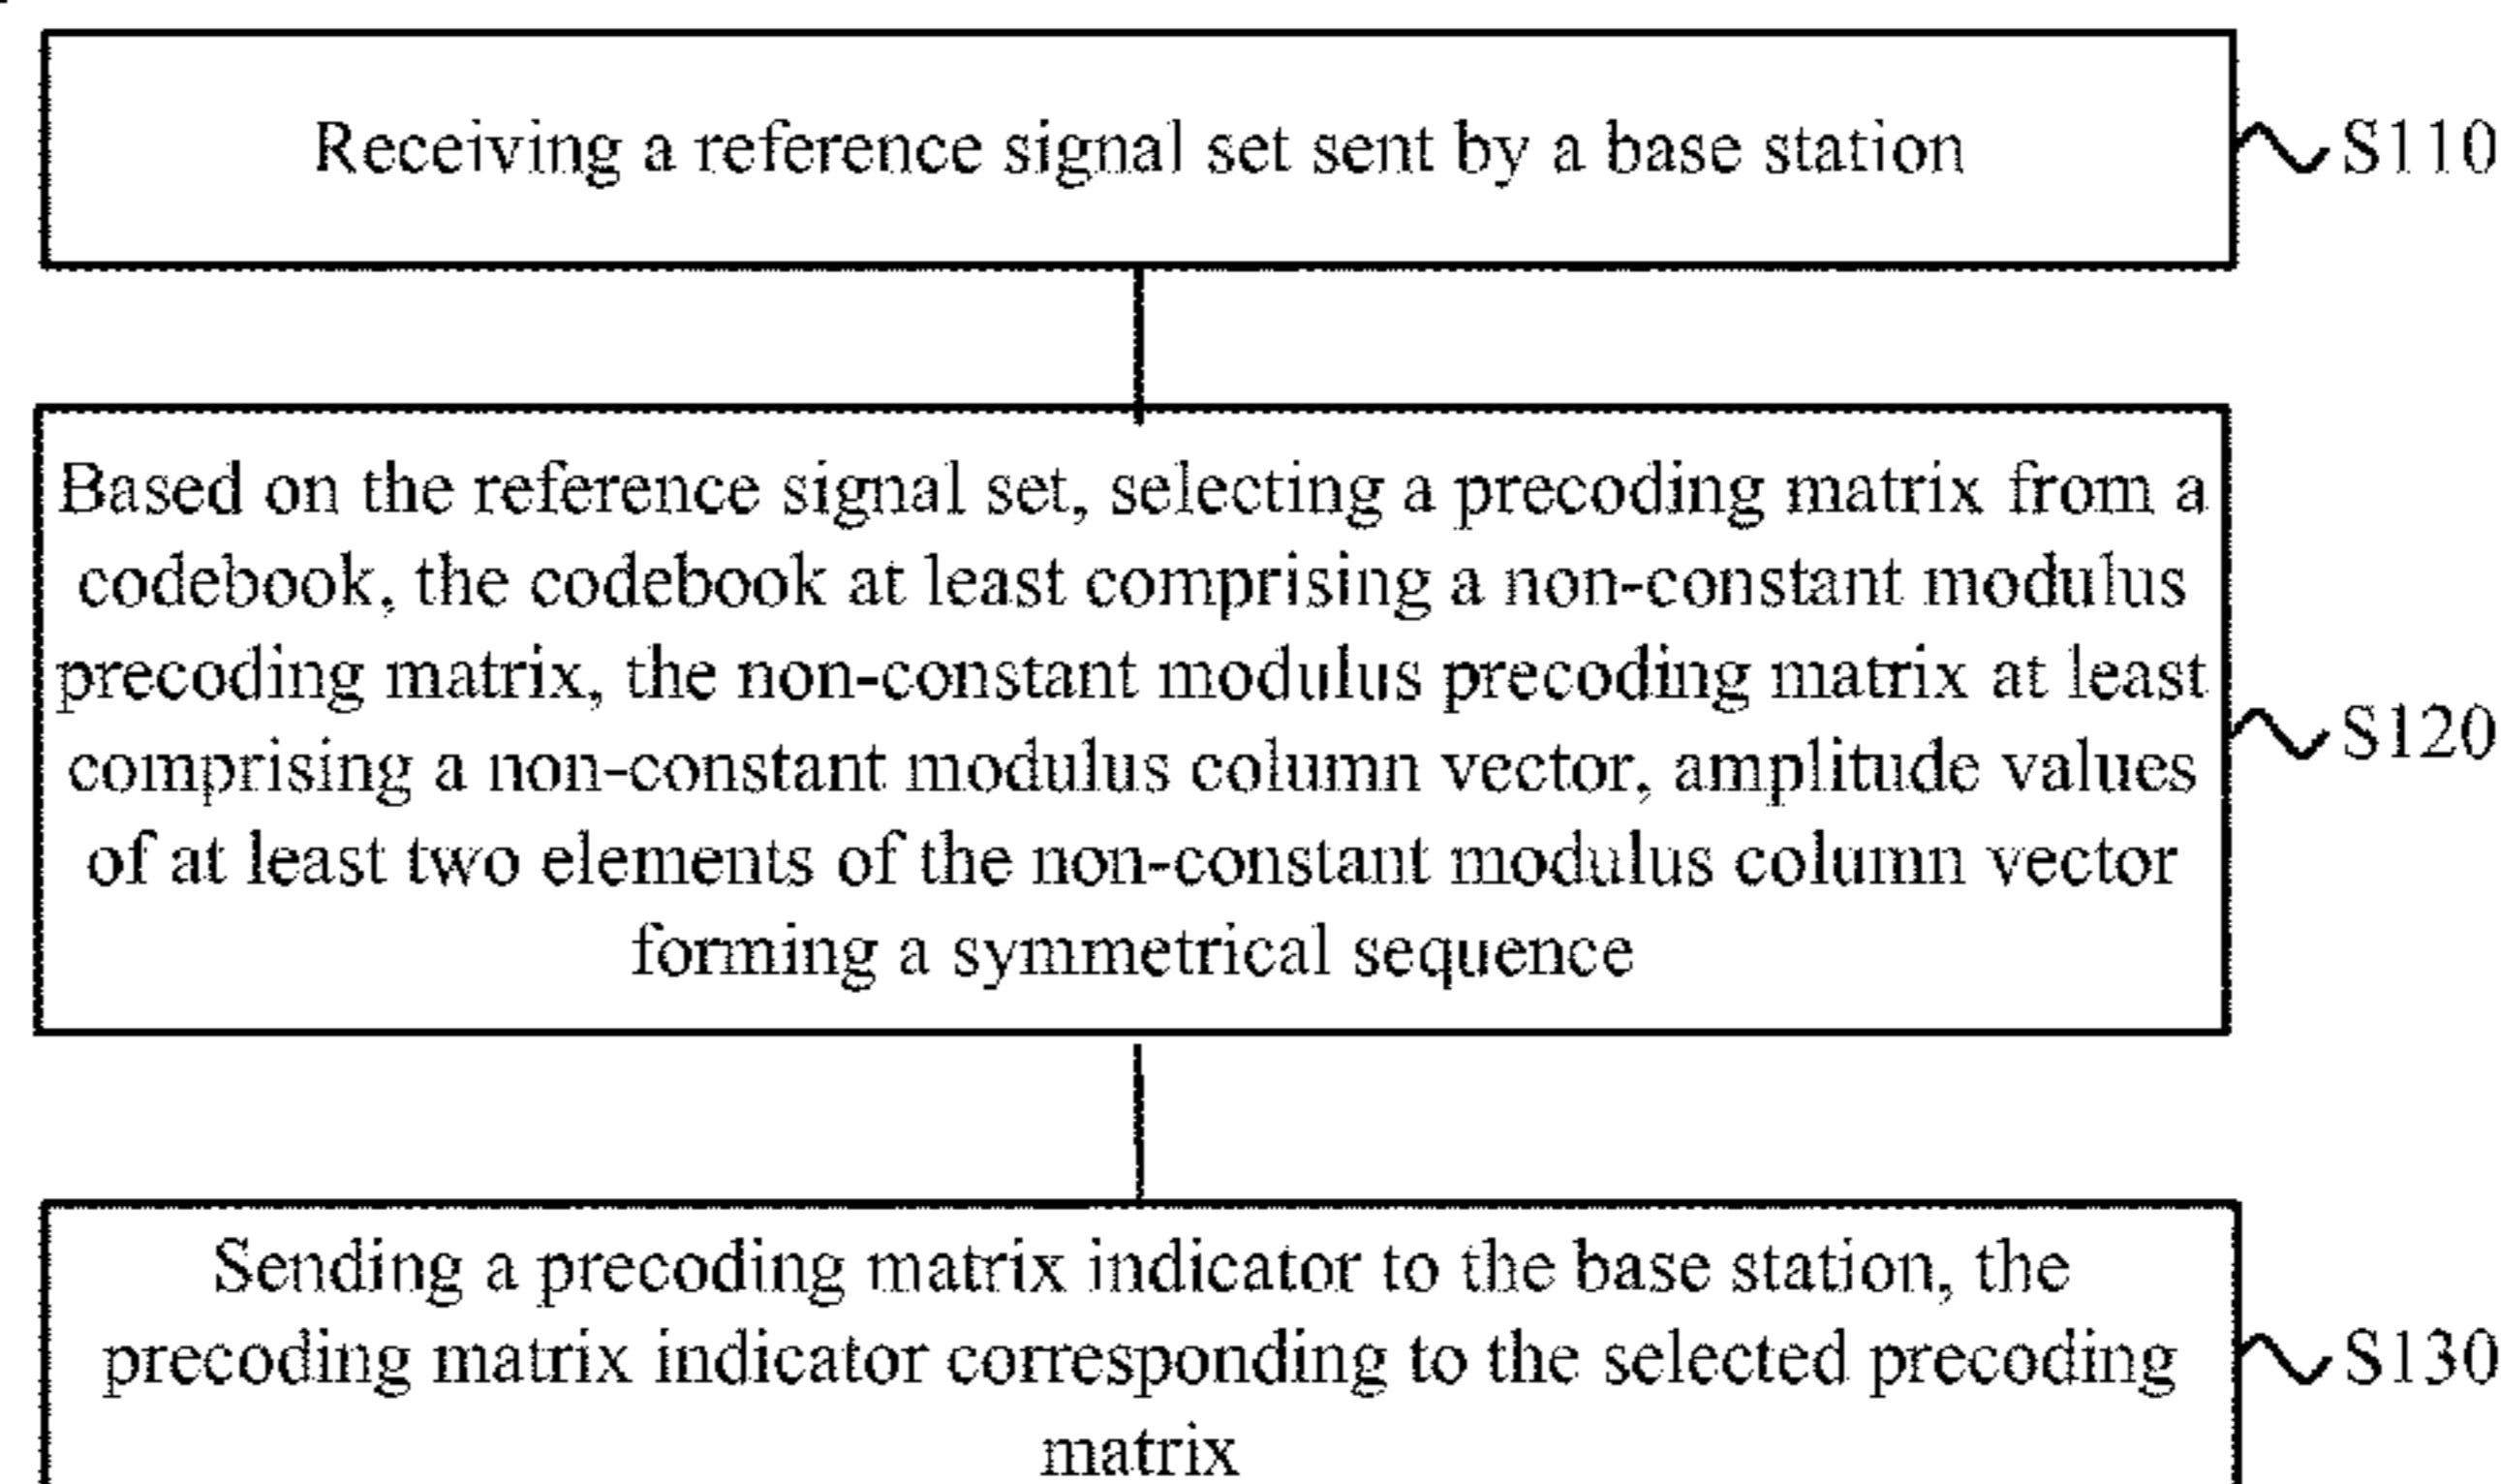 Receiving a reference signal set sent by a base station
S110
Based on the reference signal set, selecting a precoding matrix from a
codebook, the codebook at least comprising a non-constant modulus
precoding matrix, the non-constant modulus precoding matrix at least
comprising a non-constant modulus column vector, amplitude values
of at least two elements of the non-constant modulus column vector
forming a symmetrical sequence
S120
Sending a precoding matrix indicator to the base station, the
precoding matrix indicator corresponding to the selected precoding
matrix
S130